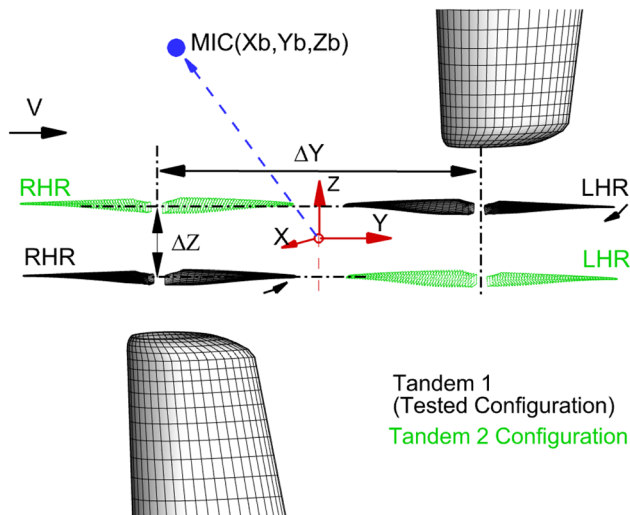 MIC(Xb,Yb,Zb)
V
ΔY
RHR
LHR
Z
ΔZ
X
Y
RHR
LHR
Tandem 1
(Tested Configuration)
Tandem 2 Configuration